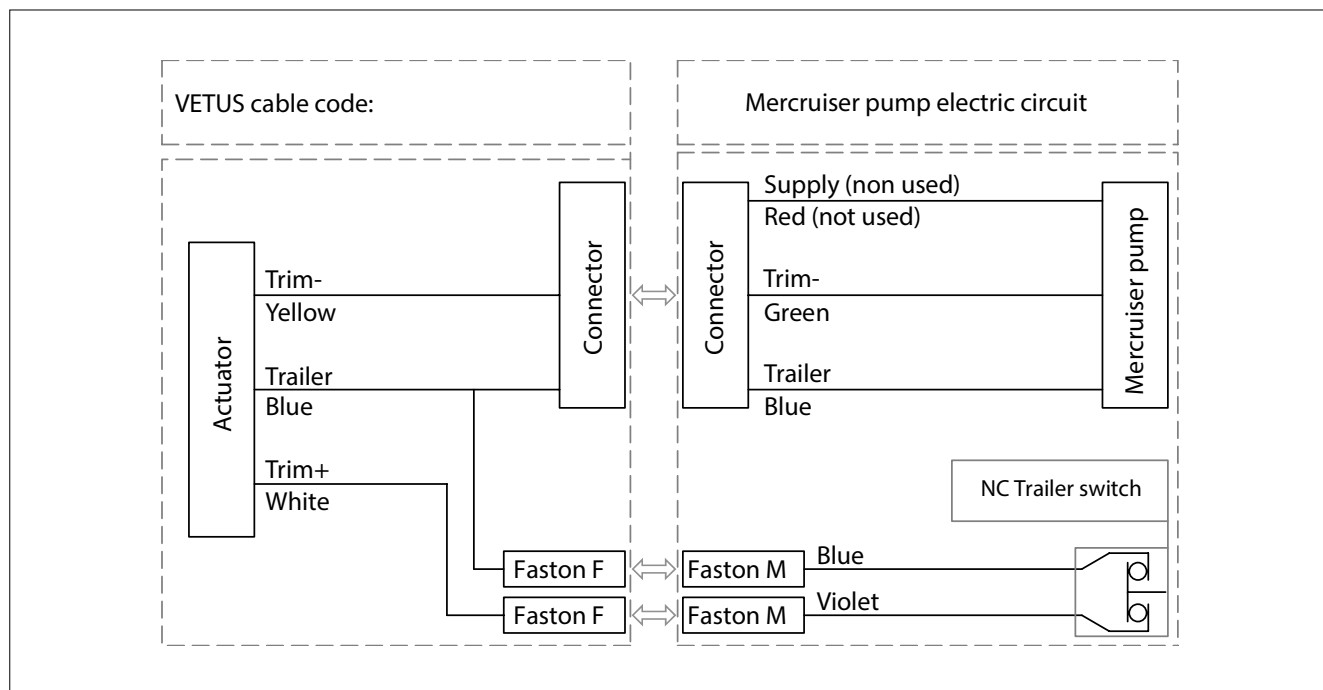 VETUS cable code:
Mercruiser pump electric circuit
Actuator
Trim-
Yellow
Trailer
Blue
Trim+
White
Connector
Faston F
Faston F
Connector
Supply (non used)
Red (not used)
Trim-
Green
Trailer
Blue
Mercruiser pump
NC Trailer switch
Faston M
Blue
Faston M
Violet